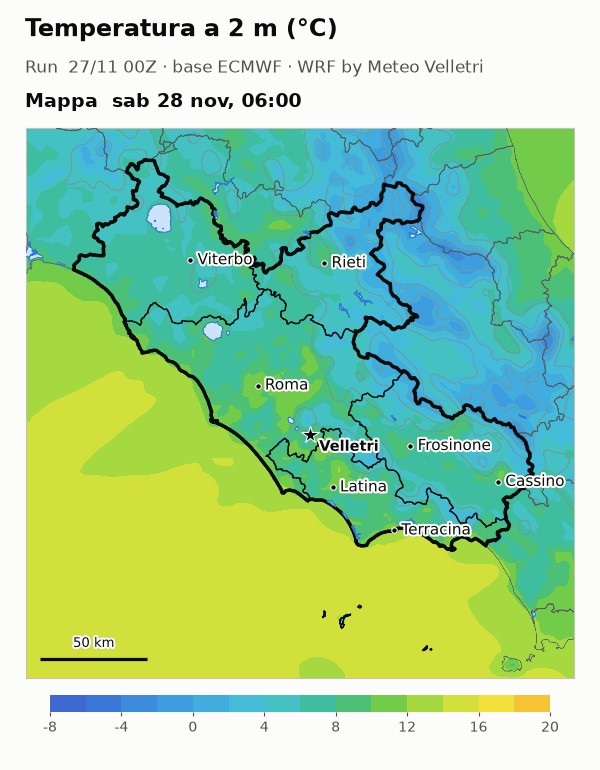 Temperatura a 2 m (°C)
Run  27/11 00Z · base ECMWF · WRF by Meteo Velletri
Mappa  sab 28 nov, 06:00
Viterbo
Rieti
Roma
Velletri
Frosinone
Cassino
Latina
Terracina
50 km
-8 -4 0 4 8 12 16 20